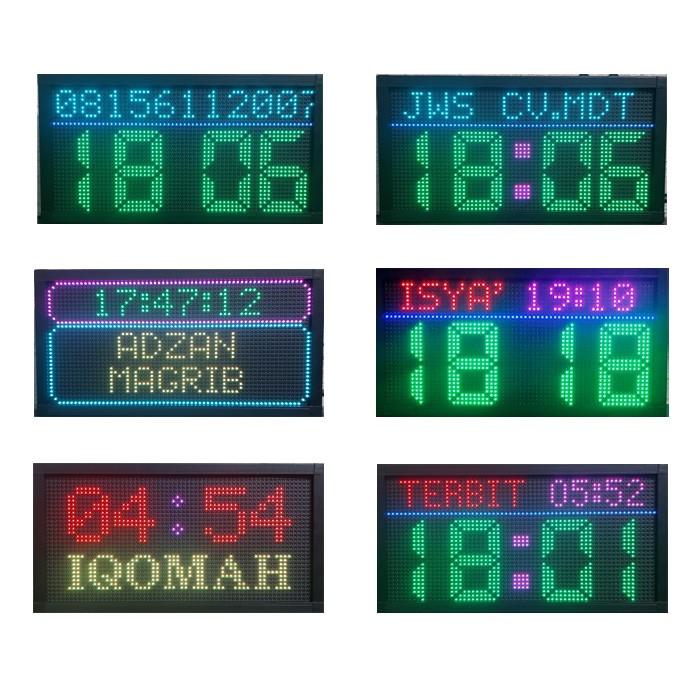 08156112007
18 06
JWS CV.MDT
18:06
17:47:12
ADZAN
MAGRIB
ISYA' 19:10
18 18
04:54
IQOMAH
TERBIT 05:52
18:01